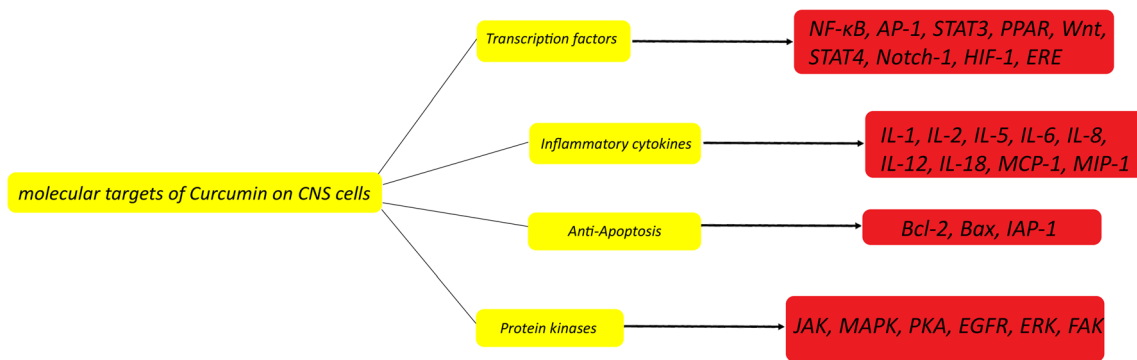 molecular targets of Curcumin on CNS cells
Transcription factors
NF-κB, AP-1, STAT3, PPAR, Wnt,
STAT4, Notch-1, HIF-1, ERE
Inflammatory cytokines
IL-1, IL-2, IL-5, IL-6, IL-8,
IL-12, IL-18, MCP-1, MIP-1
Anti-Apoptosis
Bcl-2, Bax, IAP-1
Protein kinases
JAK, MAPK, PKA, EGFR, ERK, FAK